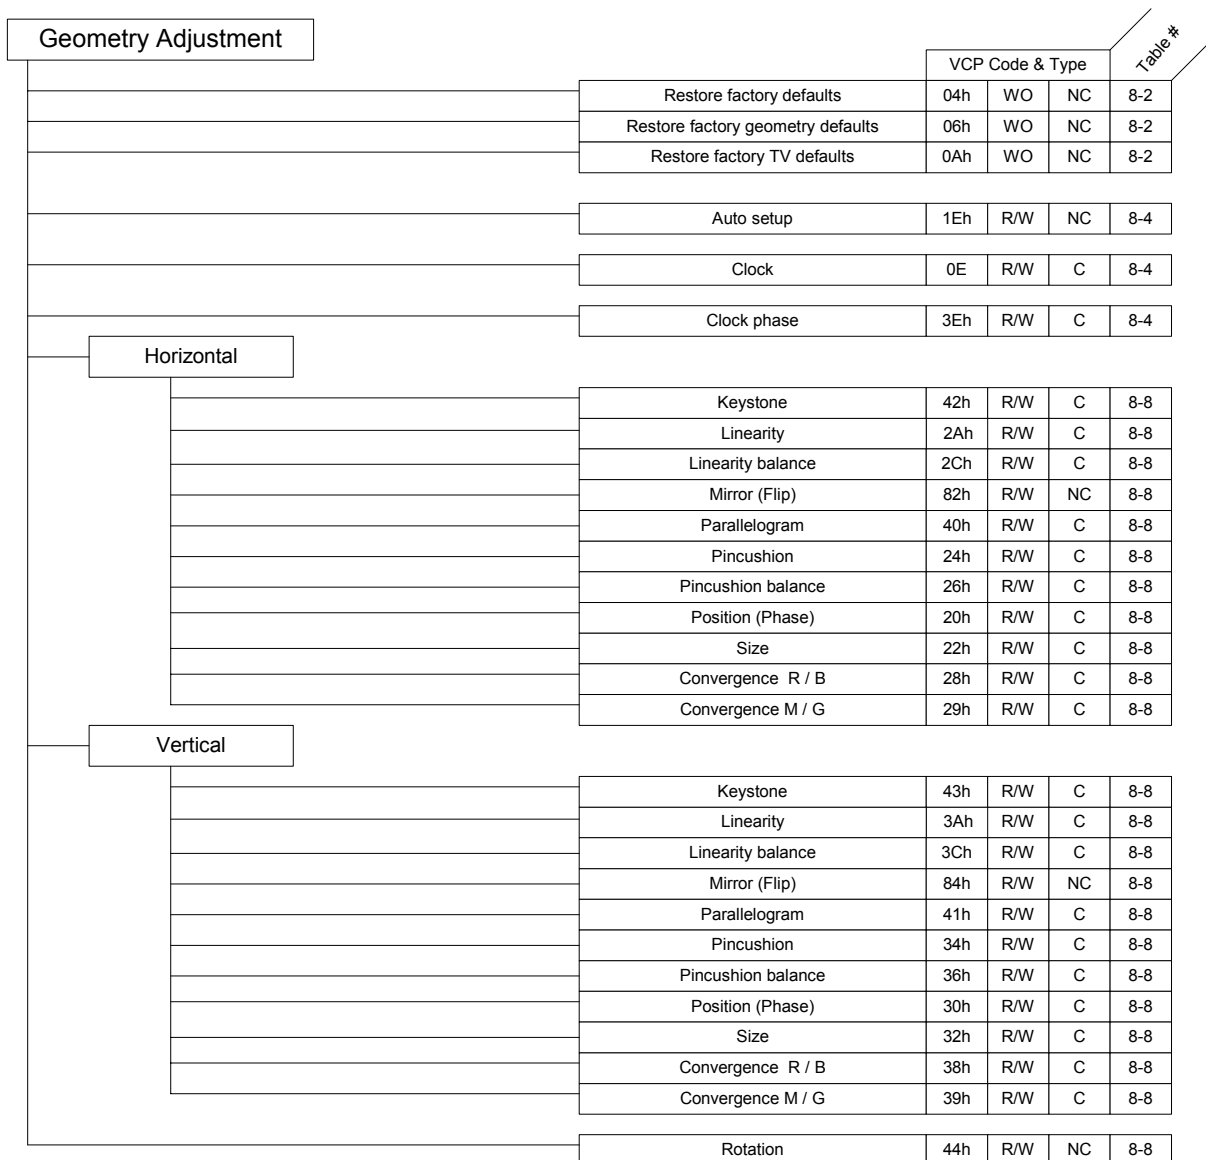 Geometry Adjustment
VCP Code & Type
Table #
Restore factory defaults 04h WO NC 8-2
Restore factory geometry defaults 06h WO NC 8-2
Restore factory TV defaults 0Ah WO NC 8-2
Auto setup 1Eh R/W NC 8-4
Clock 0E R/W C 8-4
Clock phase 3Eh R/W C 8-4
Horizontal
Keystone 42h R/W C 8-8
Linearity 2Ah R/W C 8-8
Linearity balance 2Ch R/W C 8-8
Mirror (Flip) 82h R/W NC 8-8
Parallelogram 40h R/W C 8-8
Pincushion 24h R/W C 8-8
Pincushion balance 26h R/W C 8-8
Position (Phase) 20h R/W C 8-8
Size 22h R/W C 8-8
Convergence R / B 28h R/W C 8-8
Convergence M / G 29h R/W C 8-8
Vertical
Keystone 43h R/W C 8-8
Linearity 3Ah R/W C 8-8
Linearity balance 3Ch R/W C 8-8
Mirror (Flip) 84h R/W NC 8-8
Parallelogram 41h R/W C 8-8
Pincushion 34h R/W C 8-8
Pincushion balance 36h R/W C 8-8
Position (Phase) 30h R/W C 8-8
Size 32h R/W C 8-8
Convergence R / B 38h R/W C 8-8
Convergence M / G 39h R/W C 8-8
Rotation 44h R/W NC 8-8